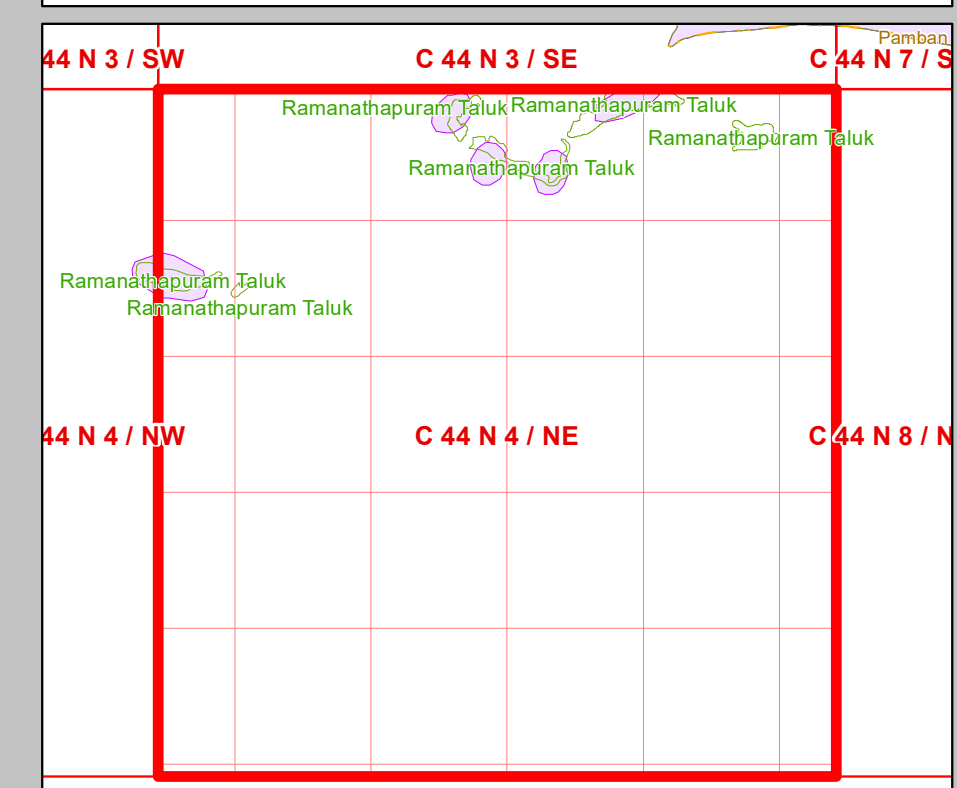 Pamban
44 N 3 / SW
C 44 N 3 / SE
C 44 N 7 / S
Ramanathapuram Taluk
Ramanathapuram Taluk
Ramanathapuram Taluk
Ramanathapuram Taluk
Ramanathapuram Taluk
Ramanathapuram Taluk
44 N 4 / NW
C 44 N 4 / NE
C 44 N 8 / N